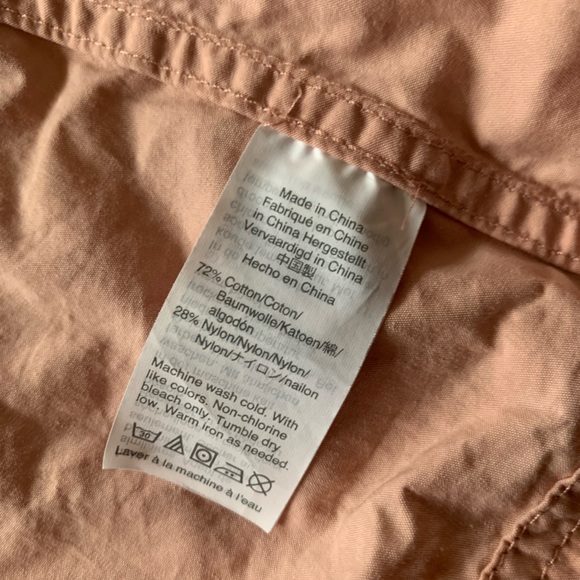 Made in China
Fabriqué en Chine
in China Hergestellt
Vervaardigd in China
中国製
Hecho en China
72% Cotton/Coton/
Baumwolle/Katoen/綿/
algodón
28% Nylon/Nylon/Nylon/
Nylon/ナイロン/nailon
Machine wash cold. With
like colors. Non-chlorine
bleach only. Tumble dry
low. Warm iron as needed.
30
Laver à la machine à l'eau